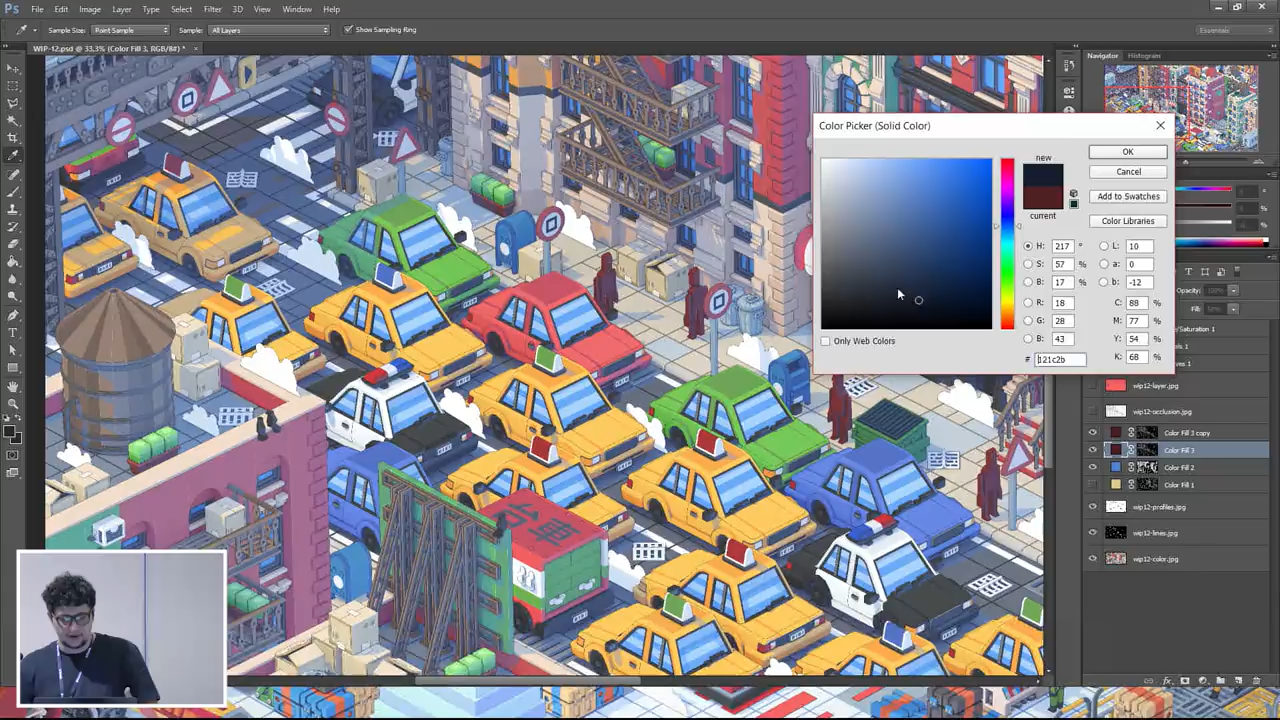 Ps File Edit Image Layer Type Select Filter 3D View Window Help
Sample Size: Point Sample Sample: All Layers Show Sampling Ring Essentials
WIP-12.psd @ 33,3% (Color Fill 3, RGB/8#) * ×
Navigator Histogram
Color Picker (Solid Color)
new
current
OK
Cancel
Add to Swatches
Color Libraries
H: 217 ° L: 10
S: 57 % a: 0
B: 17 % b: -12
R: 18 C: 88 %
G: 28 M: 77 %
B: 43 Y: 54 %
# 121c2b K: 68 %
Only Web Colors
Opacity: 100%
Fill:
wip12-layer.jpg
wip12-occlusion.jpg
Color Fill 3 copy
Color Fill 3
Color Fill 2
Color Fill 1
wip12-profiles.jpg
wip12-lines.jpg
wip12-color.jpg